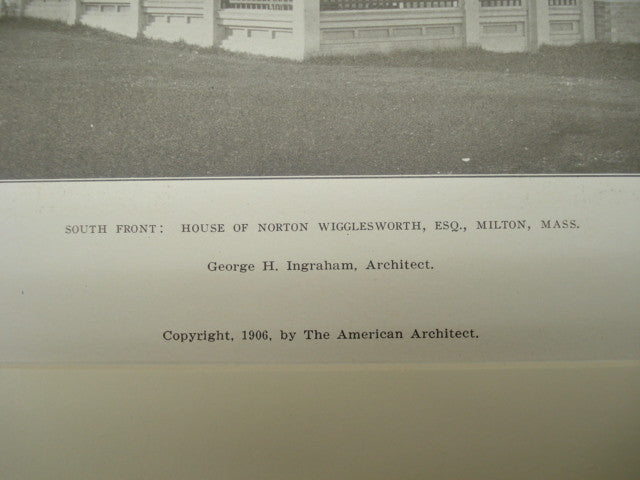 SOUTH FRONT: HOUSE OF NORTON WIGGLESWORTH, ESQ., MILTON, MASS.
George H. Ingraham, Architect.
Copyright, 1906, by The American Architect.